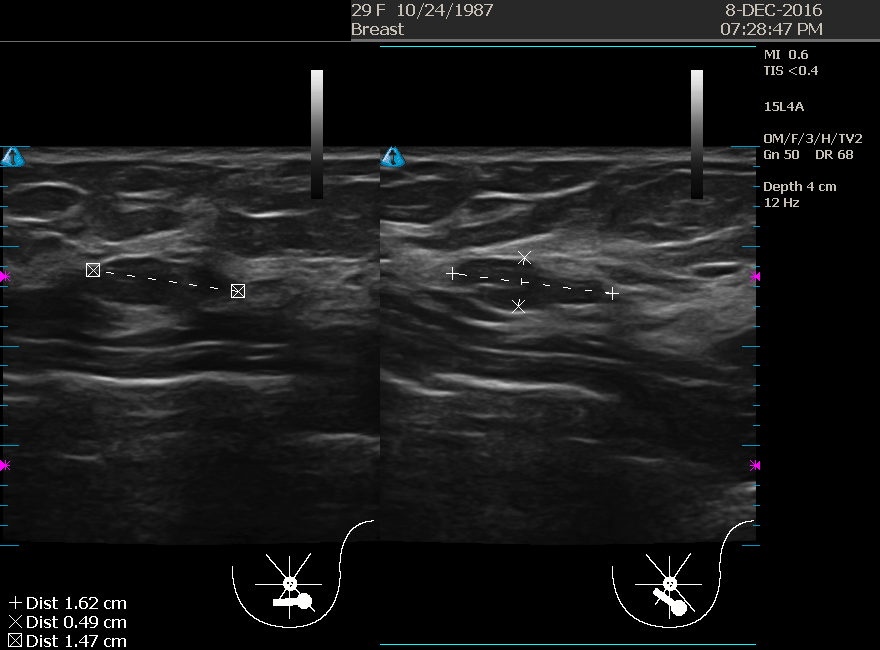 29 F 10/24/1987 8-DEC-2016
Breast 07:28:47 PM
MI 0.6
TIS <0.4
15L4A
OM/F/3/H/TV2
Gn 50 DR 68
Depth 4 cm
12 Hz
Dist 1.62 cm
Dist 0.49 cm
Dist 1.47 cm